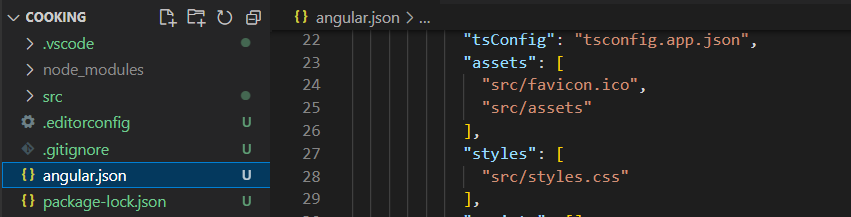 COOKING
.vscode
node_modules
src
.editorconfig U
.gitignore U
{} angular.json U
{} package-lock.json U
{} angular.json > ...
22 "tsConfig": "tsconfig.app.json",
23 "assets": [
24 "src/favicon.ico",
25 "src/assets"
26 ],
27 "styles": [
28 "src/styles.css"
29 ],